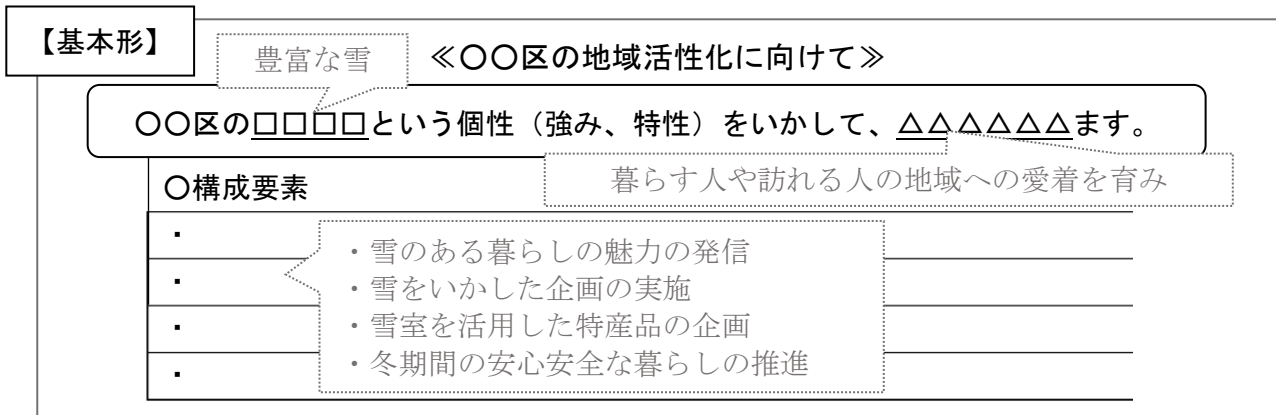 【基本形】
豊富な雪
≪〇〇区の地域活性化に向けて≫
〇〇区の□□□□という個性（強み、特性）をいかして、△△△△△△ます。
暮らす人や訪れる人の地域への愛着を育み
〇構成要素
・
・
・
・
・雪のある暮らしの魅力の発信
・雪をいかした企画の実施
・雪室を活用した特産品の企画
・冬期間の安心安全な暮らしの推進